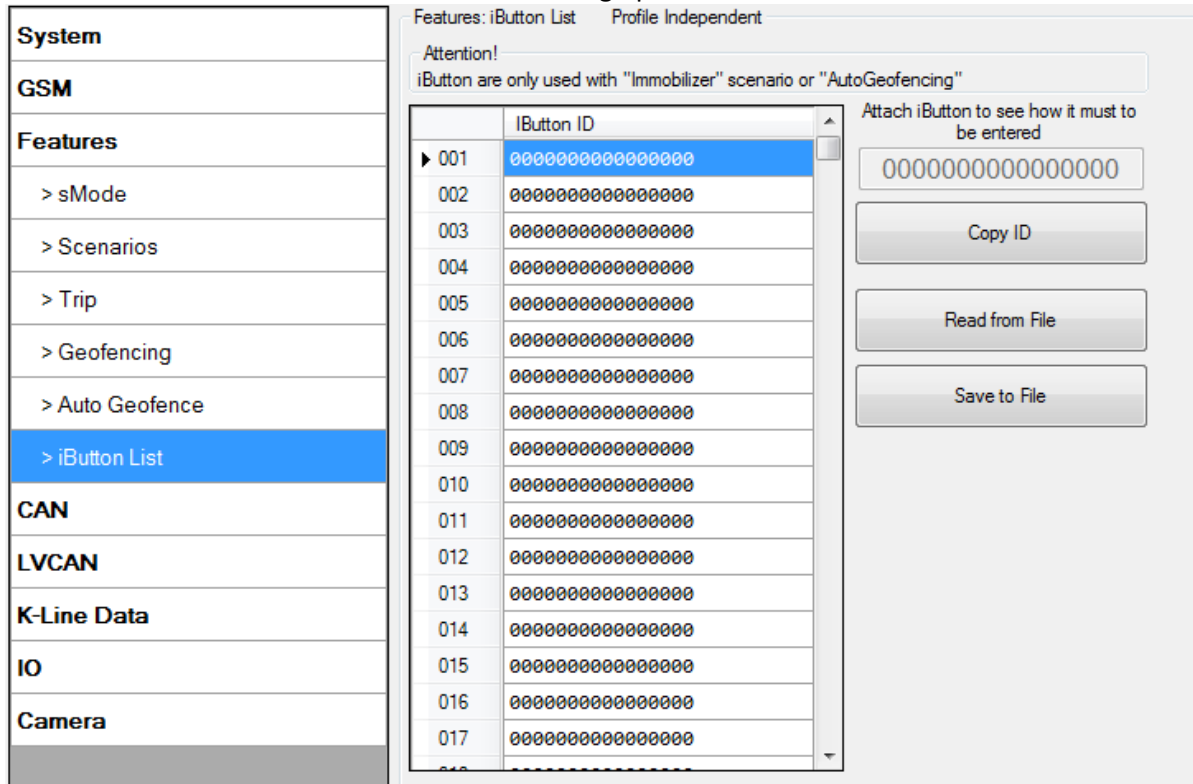 System
GSM
Features
> sMode
> Scenarios
> Trip
> Geofencing
> Auto Geofence
> iButton List
CAN
LVCAN
K-Line Data
IO
Camera
Features: iButton List Profile Independent
Attention!
iButton are only used with "Immobilizer" scenario or "AutoGeofencing"
IButton ID
001 0000000000000000
002 0000000000000000
003 0000000000000000
004 0000000000000000
005 0000000000000000
006 0000000000000000
007 0000000000000000
008 0000000000000000
009 0000000000000000
010 0000000000000000
011 0000000000000000
012 0000000000000000
013 0000000000000000
014 0000000000000000
015 0000000000000000
016 0000000000000000
017 0000000000000000
Attach iButton to see how it must to
be entered
0000000000000000
Copy ID
Read from File
Save to File